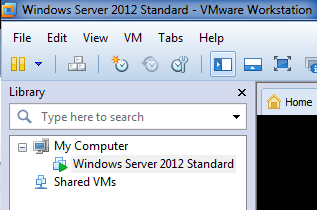 Windows Server 2012 Standard - VMware Workstation
File Edit View VM Tabs Help
Library
Type here to search
Home
My Computer
Windows Server 2012 Standard
Shared VMs